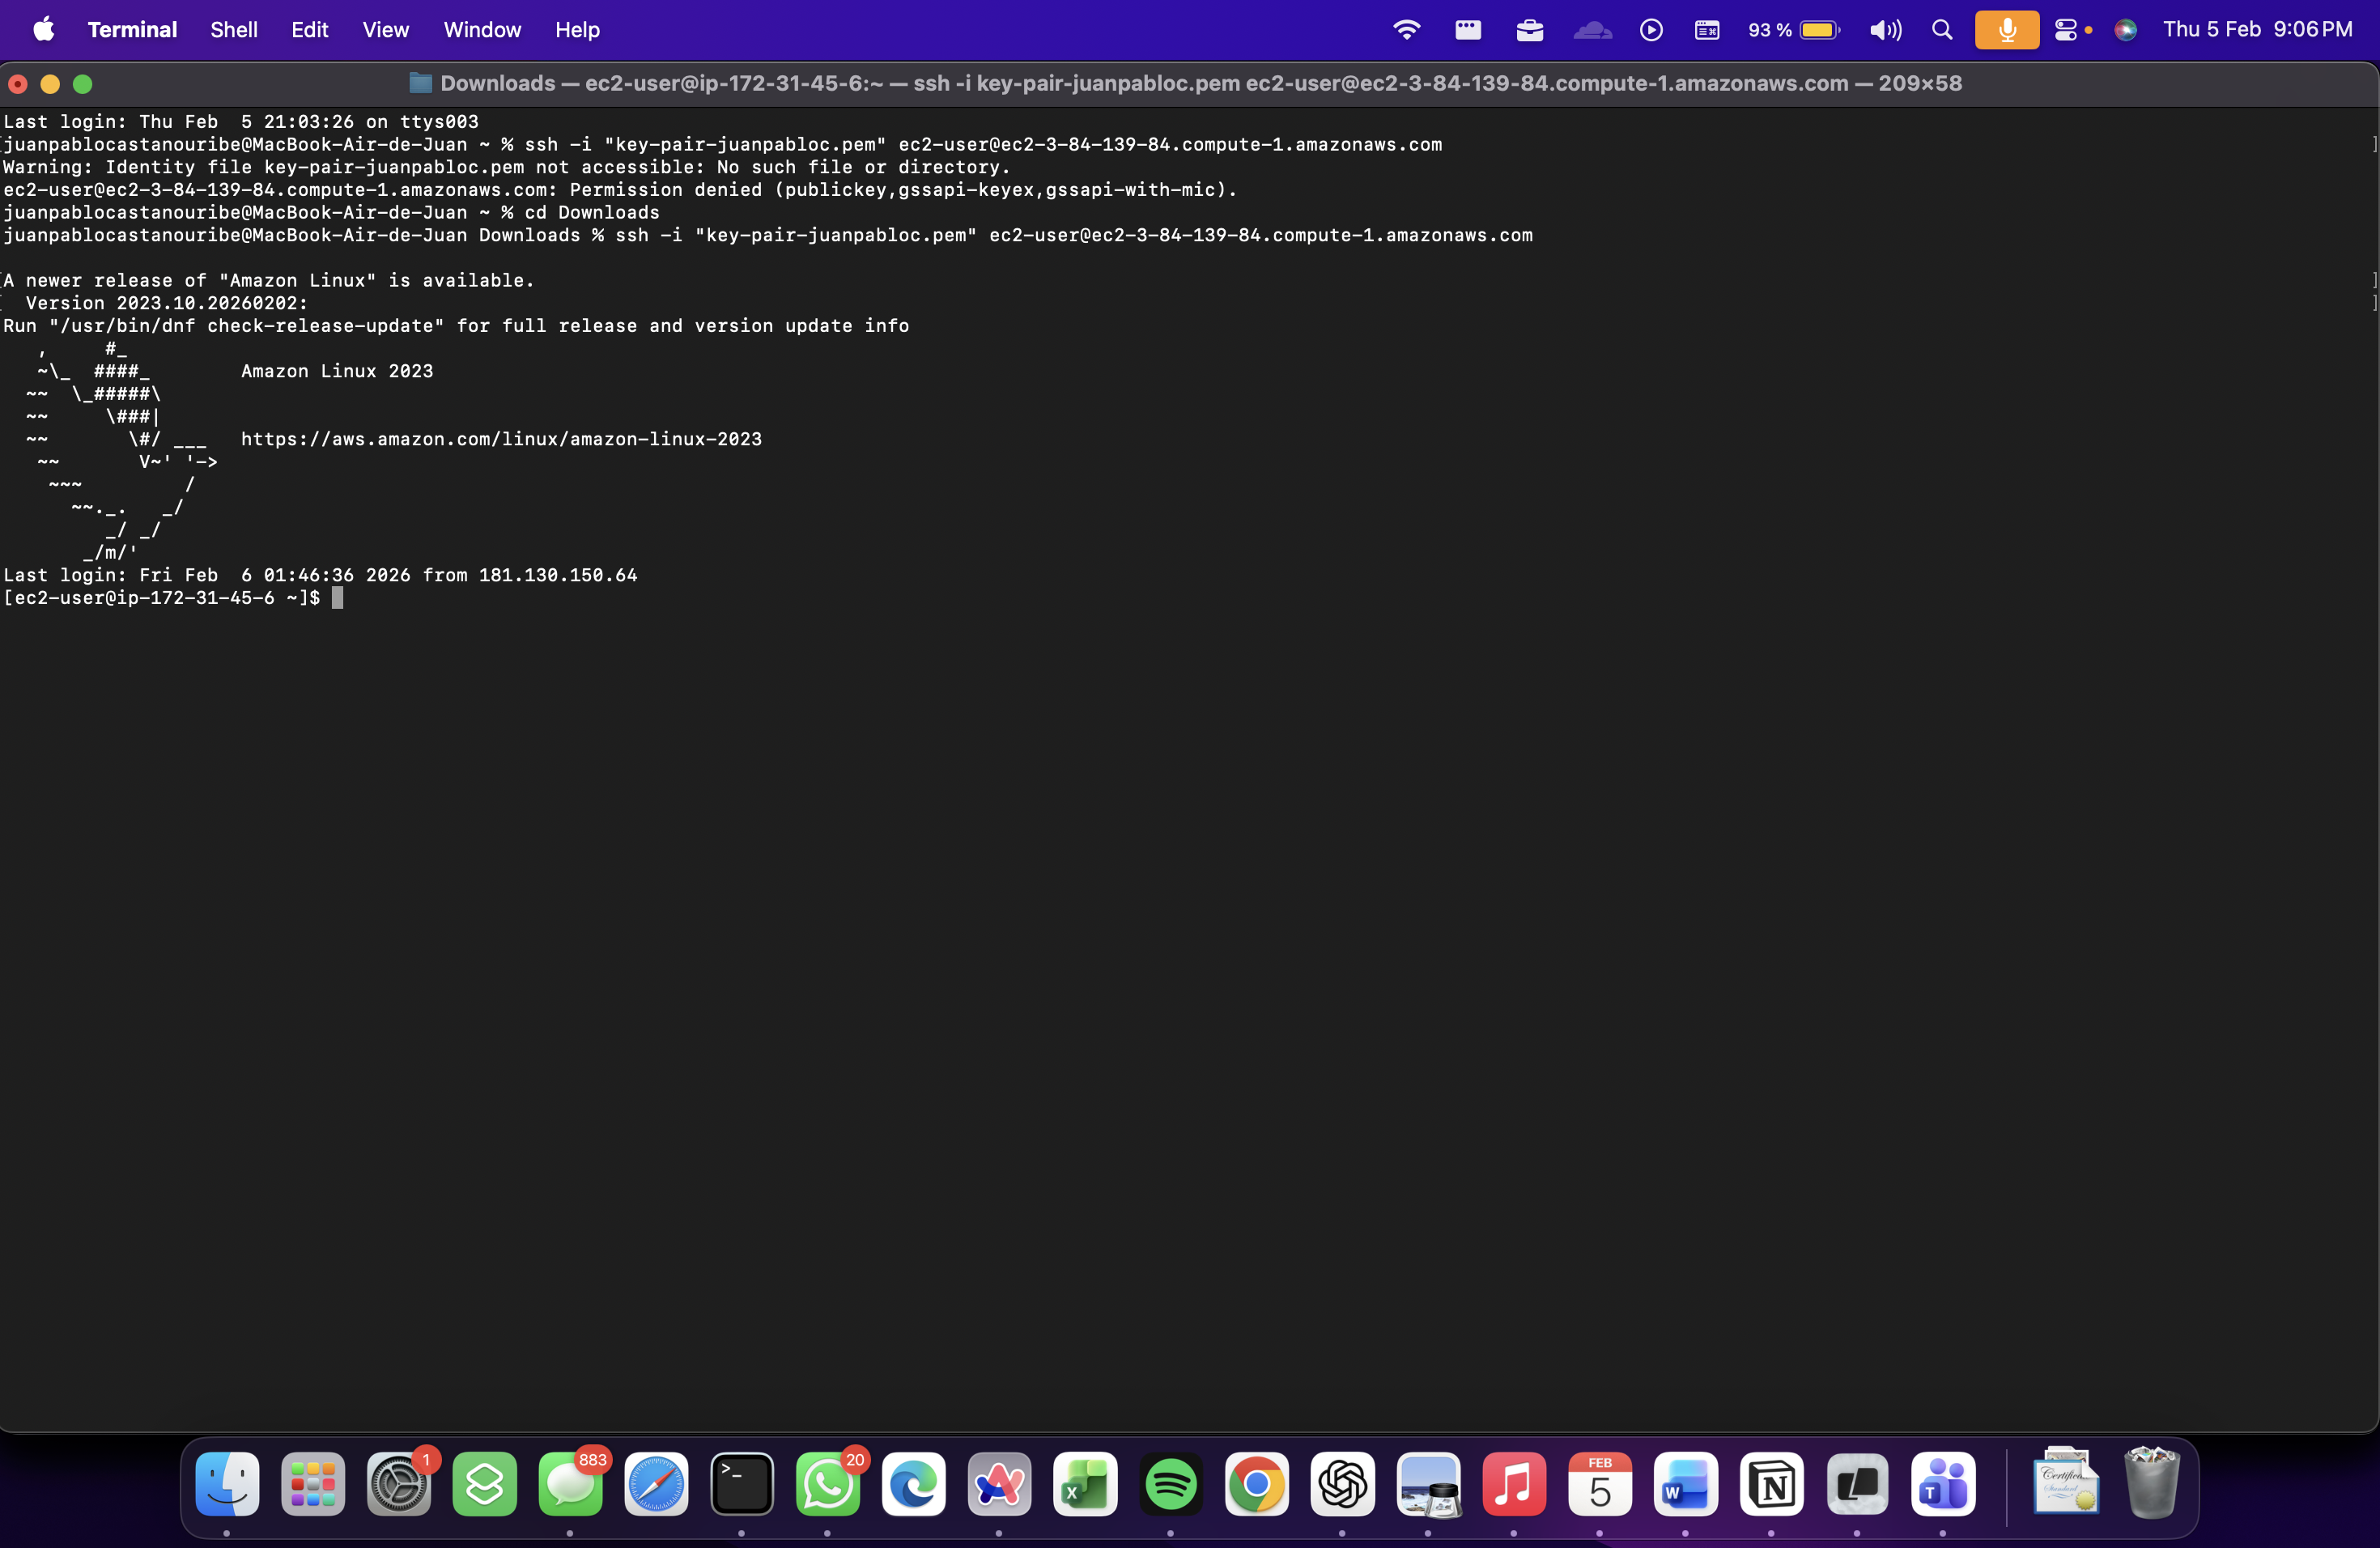 Terminal Shell Edit View Window Help 93 % Thu 5 Feb 9:06 PM
Downloads — ec2-user@ip-172-31-45-6:~ — ssh -i key-pair-juanpabloc.pem ec2-user@ec2-3-84-139-84.compute-1.amazonaws.com — 209×58
Last login: Thu Feb  5 21:03:26 on ttys003
[juanpablocastanouribe@MacBook-Air-de-Juan ~ % ssh -i "key-pair-juanpabloc.pem" ec2-user@ec2-3-84-139-84.compute-1.amazonaws.com ]
Warning: Identity file key-pair-juanpabloc.pem not accessible: No such file or directory.
ec2-user@ec2-3-84-139-84.compute-1.amazonaws.com: Permission denied (publickey,gssapi-keyex,gssapi-with-mic).
juanpablocastanouribe@MacBook-Air-de-Juan ~ % cd Downloads
juanpablocastanouribe@MacBook-Air-de-Juan Downloads % ssh -i "key-pair-juanpabloc.pem" ec2-user@ec2-3-84-139-84.compute-1.amazonaws.com
[A newer release of "Amazon Linux" is available. ]
[  Version 2023.10.20260202: ]
Run "/usr/bin/dnf check-release-update" for full release and version update info
   ,     #_
   ~\_  ####_        Amazon Linux 2023
  ~~  \_#####\
  ~~     \###|
  ~~       \#/ ___   https://aws.amazon.com/linux/amazon-linux-2023
   ~~       V~' '->
    ~~~         /
      ~~._.   _/
         _/ _/
       _/m/'
Last login: Fri Feb  6 01:46:36 2026 from 181.130.150.64
[ec2-user@ip-172-31-45-6 ~]$
1
883
>_
20
X
FEB
5
W
N
T
Certificate
Standard